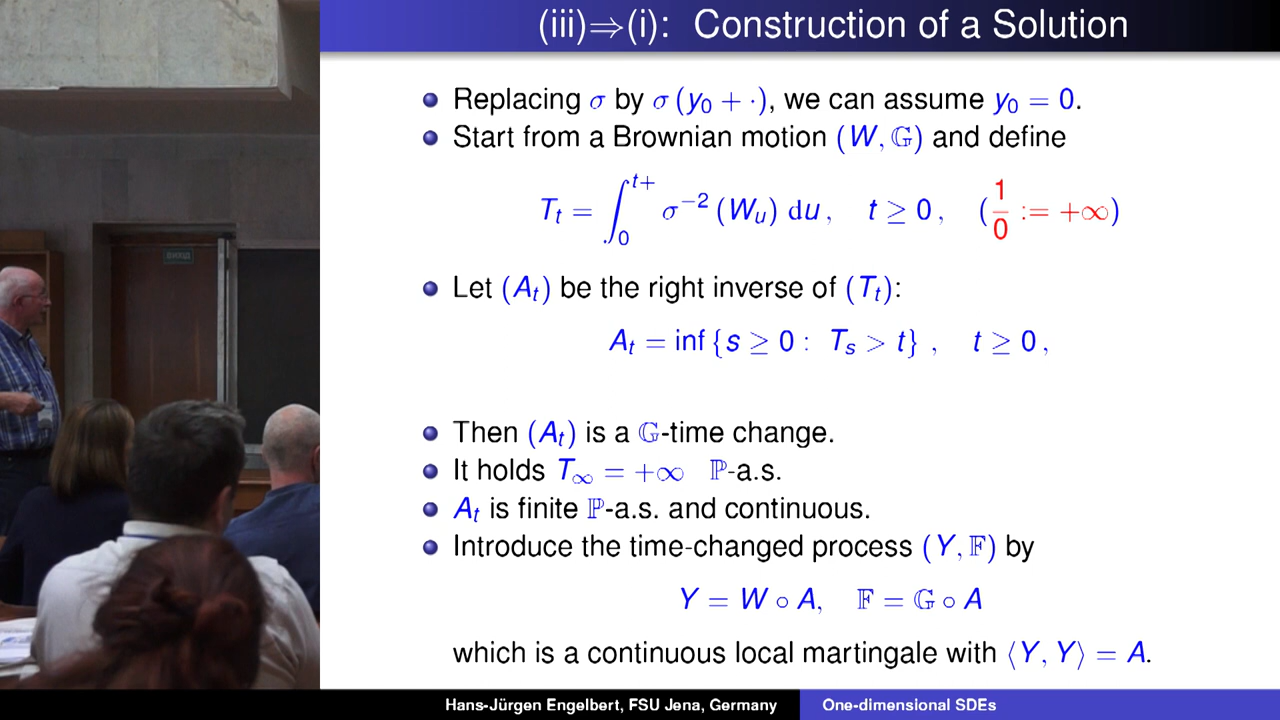 (iii)⇒(i): Construction of a Solution
Replacing σ by σ(y₀ + ·), we can assume y₀ = 0.
Start from a Brownian motion (W, 𝔾) and define
T_t = ∫₀^{t+} σ⁻²(W_u) du, t ≥ 0, (1/0 := +∞)
Let (A_t) be the right inverse of (T_t):
A_t = inf {s ≥ 0 : T_s > t} , t ≥ 0 ,
Then (A_t) is a 𝔾-time change.
It holds T_∞ = +∞ ℙ-a.s.
A_t is finite ℙ-a.s. and continuous.
Introduce the time-changed process (Y, 𝔽) by
Y = W ∘ A, 𝔽 = 𝔾 ∘ A
which is a continuous local martingale with ⟨Y, Y⟩ = A.
Hans-Jürgen Engelbert, FSU Jena, Germany One-dimensional SDEs
ВЫХОД